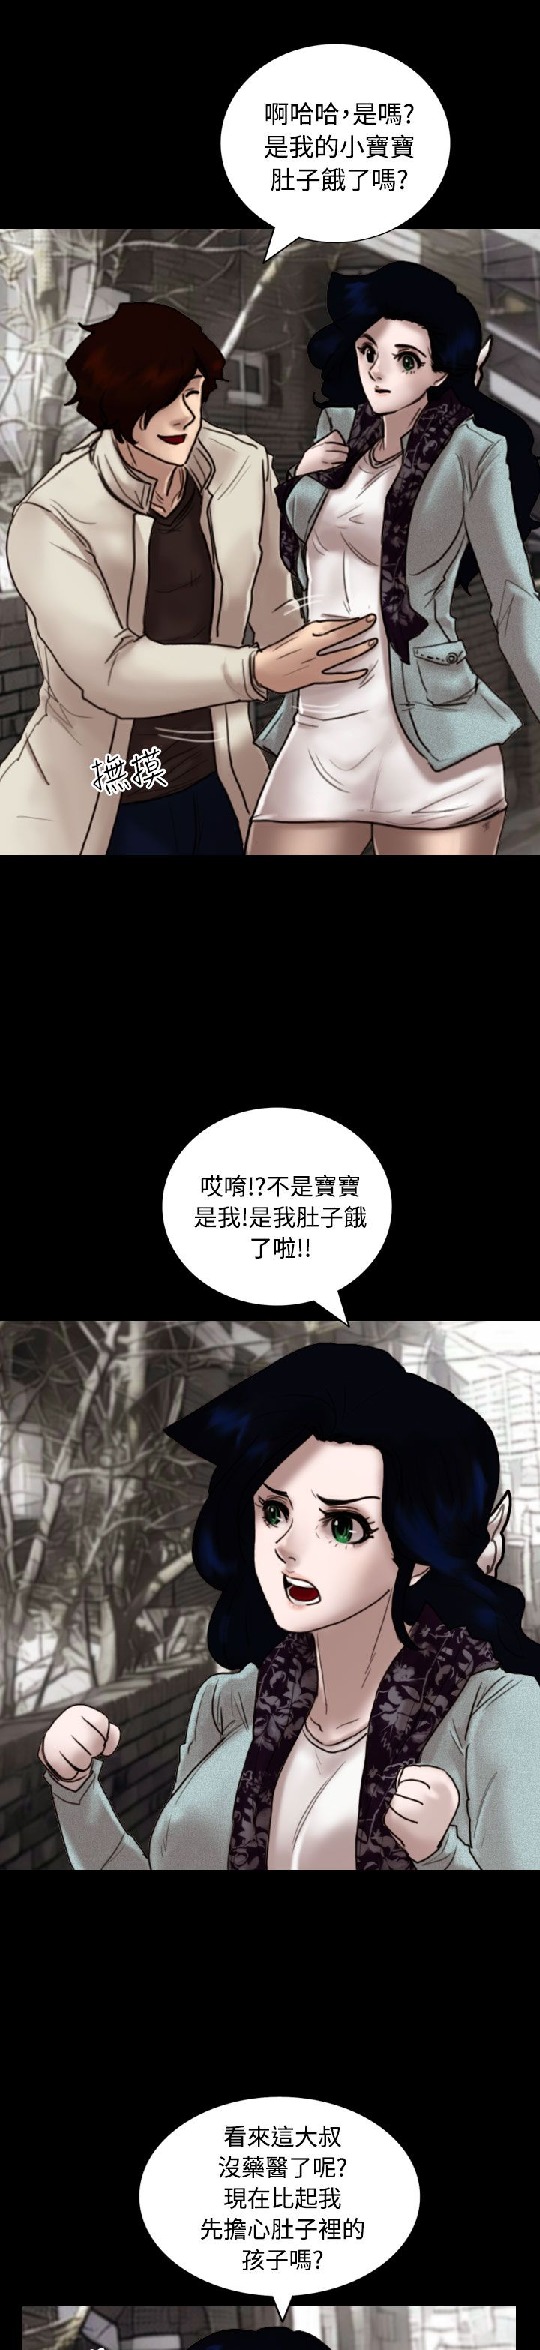 啊哈哈，是嗎?
是我的小寶寶
肚子餓了嗎?
撫摸
哎唷!?不是寶寶
是我!是我肚子餓
了啦!!
看來這大叔
沒藥醫了呢?
現在比起我
先擔心肚子裡的
孩子嗎?